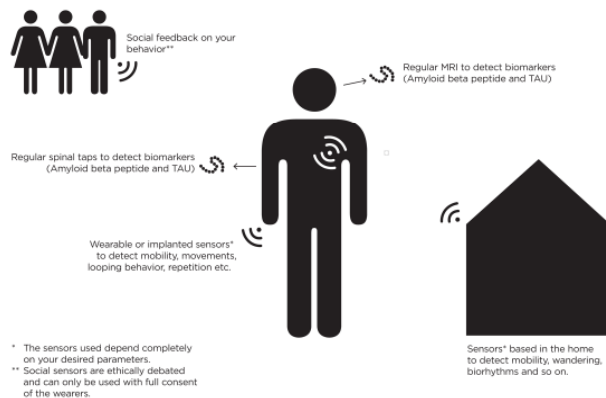 Social feedback on your
behavior**
Regular MRI to detect biomarkers
(Amyloid beta peptide and TAU)
Regular spinal taps to detect biomarkers
(Amyloid beta peptide and TAU)
Wearable or implanted sensors*
to detect mobility, movements,
looping behavior, repetition etc.
Sensors* based in the home
to detect mobility, wandering,
biorhythms and so on.
* The sensors used depend completely
on your desired parameters.
** Social sensors are ethically debated
and can only be used with full consent
of the wearers.